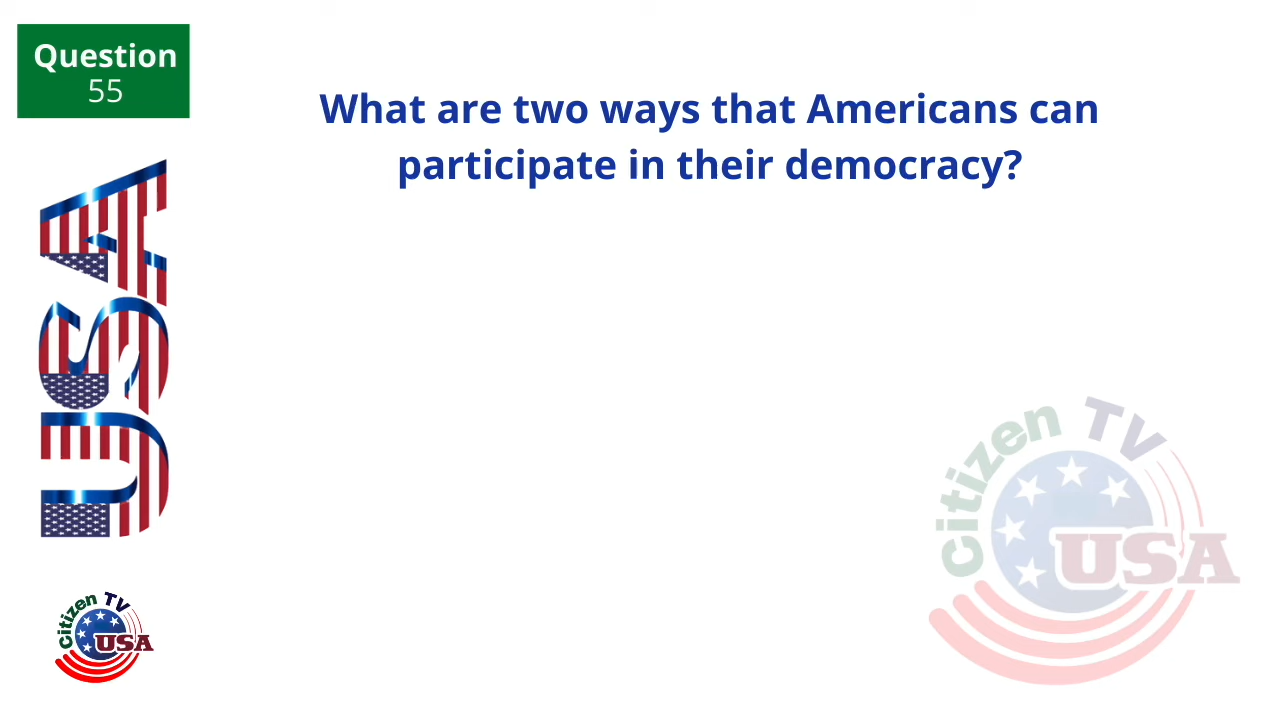 Question
55
What are two ways that Americans can
participate in their democracy?
USA
Citizen TV
USA
Citizen TV
USA